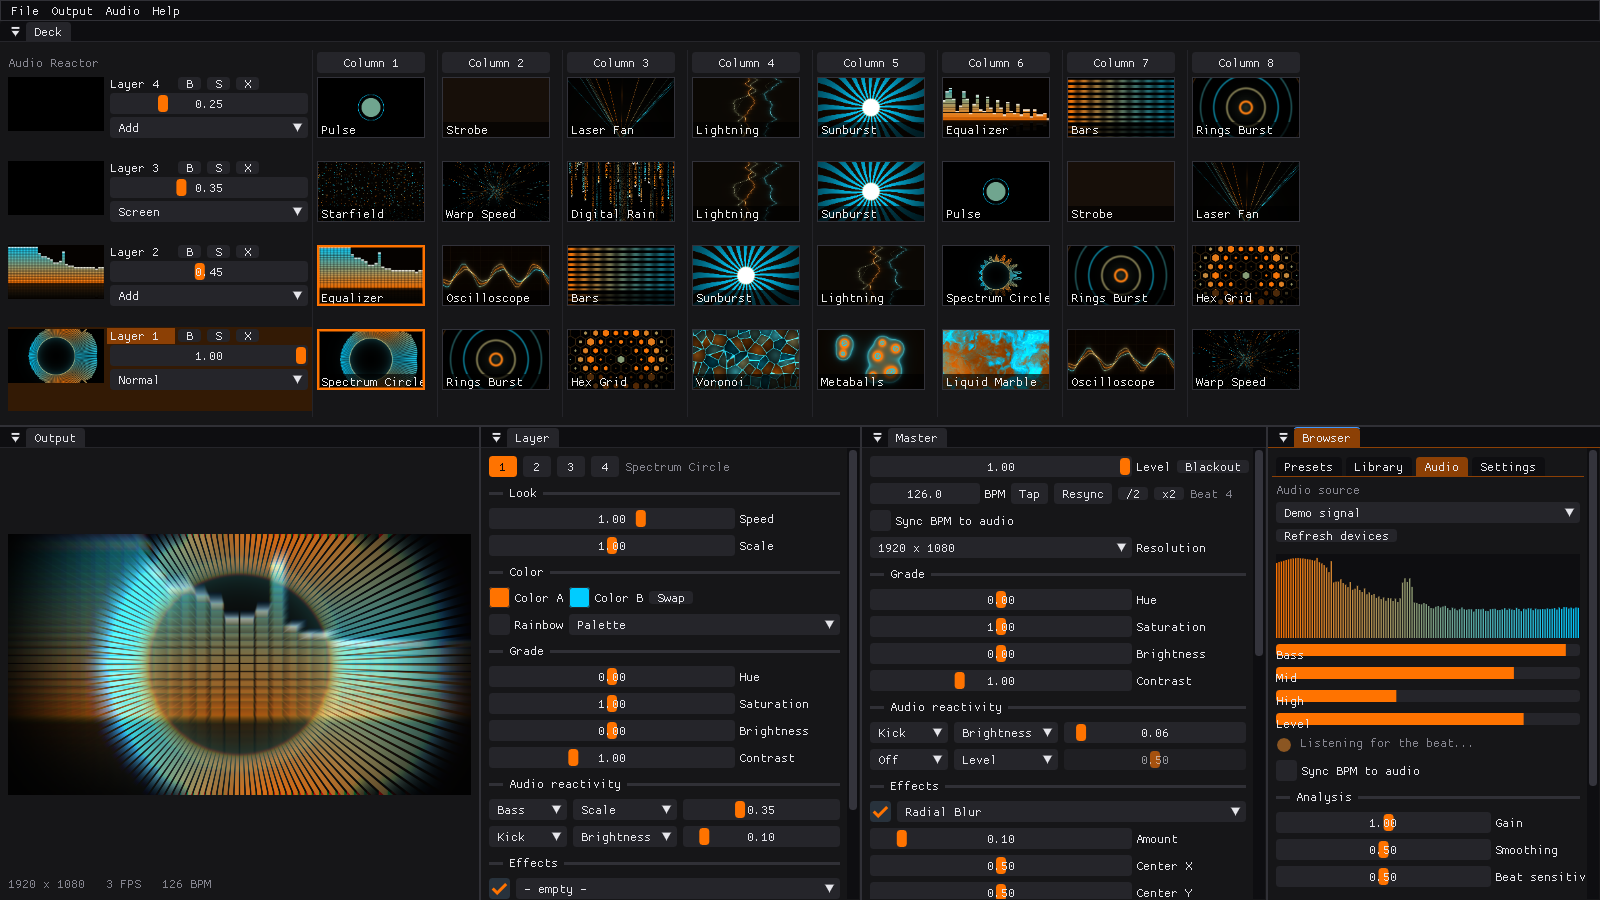 File Output Audio Help
Deck
Audio Reactor
Column 1 Column 2 Column 3 Column 4 Column 5 Column 6 Column 7 Column 8
Layer 4 B S X
0.25
Add
Pulse Strobe Laser Fan Lightning Sunburst Equalizer Bars Rings Burst
Layer 3 B S X
0.35
Screen
Starfield Warp Speed Digital Rain Lightning Sunburst Pulse Strobe Laser Fan
Layer 2 B S X
0.45
Add
Equalizer Oscilloscope Bars Sunburst Lightning Spectrum Circle Rings Burst Hex Grid
Layer 1 B S X
1.00
Normal
Spectrum Circle Rings Burst Hex Grid Voronoi Metaballs Liquid Marble Oscilloscope Warp Speed
Output
1920 x 1080 3 FPS 126 BPM
Layer
1 2 3 4 Spectrum Circle
Look
1.00 Speed
1.00 Scale
Color
Color A Color B Swap
Rainbow Palette
Grade
0.00 Hue
1.00 Saturation
0.00 Brightness
1.00 Contrast
Audio reactivity
Bass Scale 0.35
Kick Brightness 0.10
Effects
- empty -
Master
1.00 Level Blackout
126.0 BPM Tap Resync /2 x2 Beat 4
Sync BPM to audio
1920 x 1080 Resolution
Grade
0.00 Hue
1.00 Saturation
0.00 Brightness
1.00 Contrast
Audio reactivity
Kick Brightness 0.06
Off Level 0.50
Effects
Radial Blur
0.10 Amount
0.50 Center X
0.50 Center Y
Browser
Presets Library Audio Settings
Audio source
Demo signal
Refresh devices
Bass
Mid
High
Level
Listening for the beat...
Sync BPM to audio
Analysis
1.00 Gain
0.50 Smoothing
0.50 Beat sensitiv